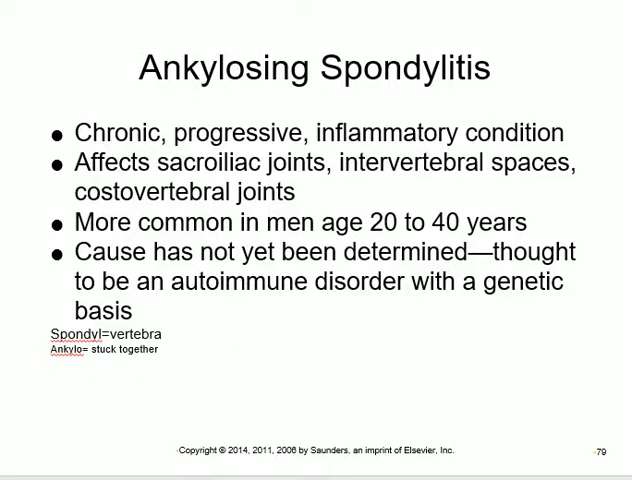 Ankylosing Spondylitis
● Chronic, progressive, inflammatory condition
● Affects sacroiliac joints, intervertebral spaces,
costovertebral joints
● More common in men age 20 to 40 years
● Cause has not yet been determined—thought
to be an autoimmune disorder with a genetic
basis
Spondyl=vertebra
Ankylo= stuck together
Copyright © 2014, 2011, 2006 by Saunders, an imprint of Elsevier, Inc.
79